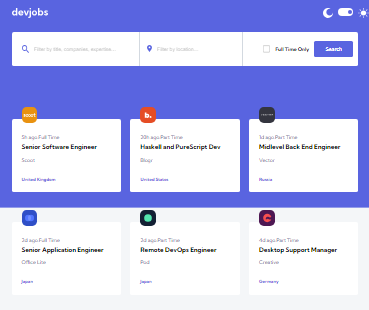 devjobs
Filter by title, companies, expertise...
Filter by location...
Full Time Only
Search
scoot
5h ago.Full Time
Senior Software Engineer
Scoot
United Kingdom
b.
20h ago.Part Time
Haskell and PureScript Dev
Blogr
United States
1d ago.Part Time
Midlevel Back End Engineer
Vector
Russia
2d ago.Full Time
Senior Application Engineer
Office Lite
Japan
2d ago.Part Time
Remote DevOps Engineer
Pod
Japan
4d ago.Part Time
Desktop Support Manager
Creative
Germany